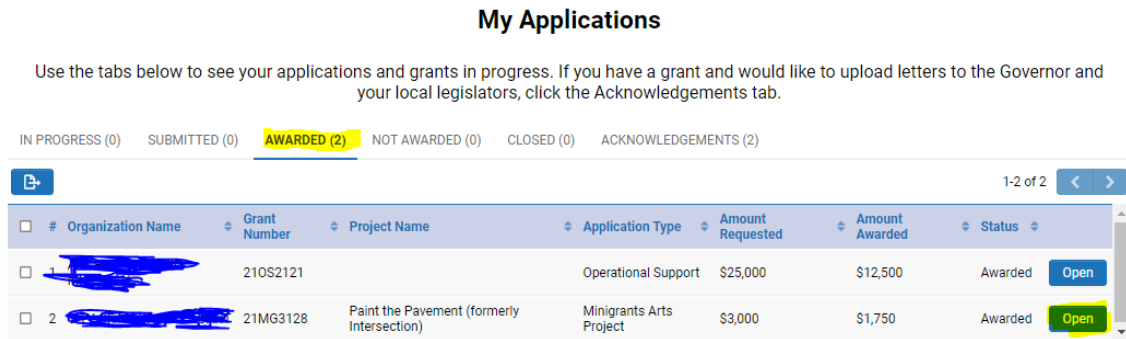 My Applications
Use the tabs below to see your applications and grants in progress. If you have a grant and would like to upload letters to the Governor and
your local legislators, click the Acknowledgements tab.
IN PROGRESS (0) SUBMITTED (0) AWARDED (2) NOT AWARDED (0) CLOSED (0) ACKNOWLEDGEMENTS (2)
1-2 of 2
# Organization Name Grant Number Project Name Application Type Amount Requested Amount Awarded Status
1 21OS2121 Operational Support $25,000 $12,500 Awarded Open
2 21MG3128 Paint the Pavement (formerly Intersection) Minigrants Arts Project $3,000 $1,750 Awarded Open